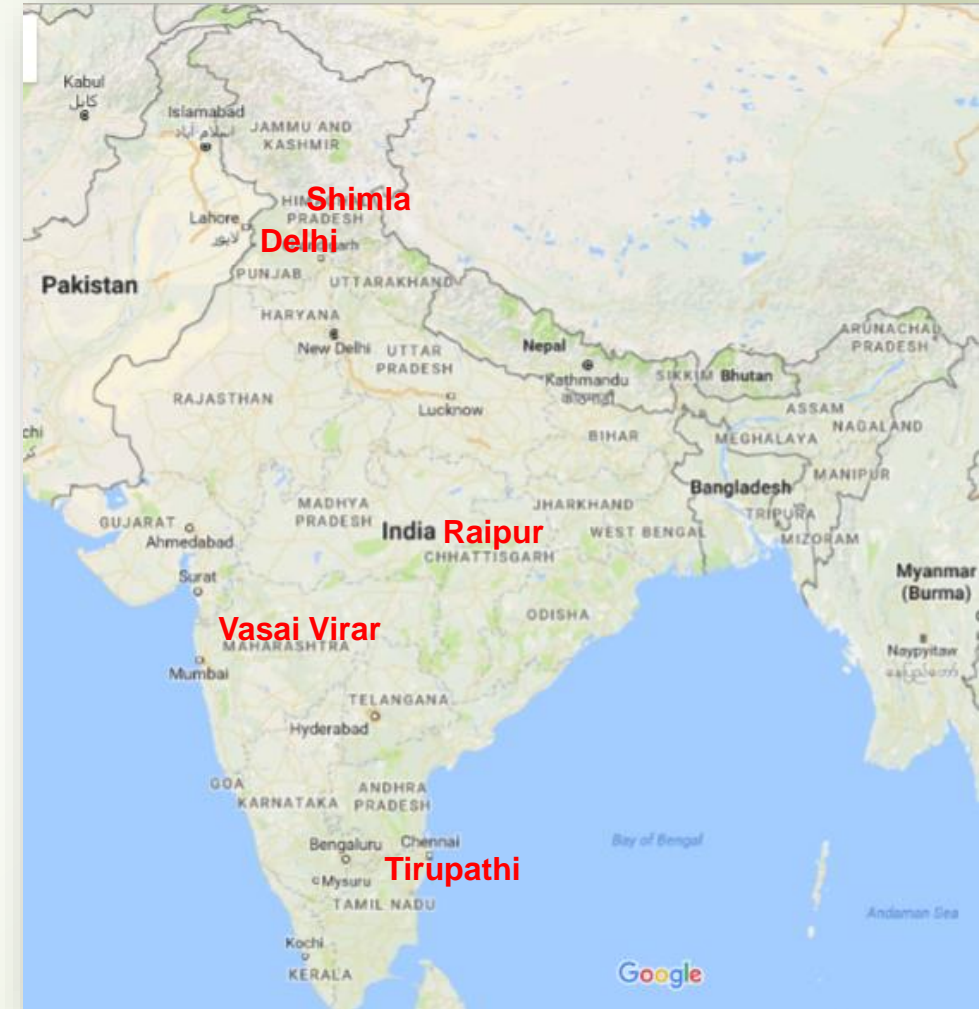 Kabul
کابل
Islamabad
اسلام آباد
JAMMU AND
KASHMIR
Shimla
PRADESH
Lahore
لاہور
Delhi
PUNJAB
UTTARAKHAND
Pakistan
HARYANA
New Delhi
UTTAR
PRADESH
Nepal
Kathmandu
SIKKIM
Bhutan
ARUNACHAL
PRADESH
RAJASTHAN
Lucknow
ASSAM
NAGALAND
chi
BIHAR
MEGHALAYA
MANIPUR
Bangladesh
TRIPURA
MIZORAM
GUJARAT
Ahmedabad
MADHYA
PRADESH
India
Raipur
CHHATTISGARH
JHARKHAND
WEST BENGAL
Myanmar
(Burma)
Surat
ODISHA
Vasai Virar
MAHARASHTRA
Mumbai
Naypyitaw
TELANGANA
Hyderabad
GOA
KARNATAKA
ANDHRA
PRADESH
Bengaluru
Chennai
Tirupathi
Mysuru
TAMIL NADU
Bay of Bengal
Andaman Sea
Kochi
KERALA
Google